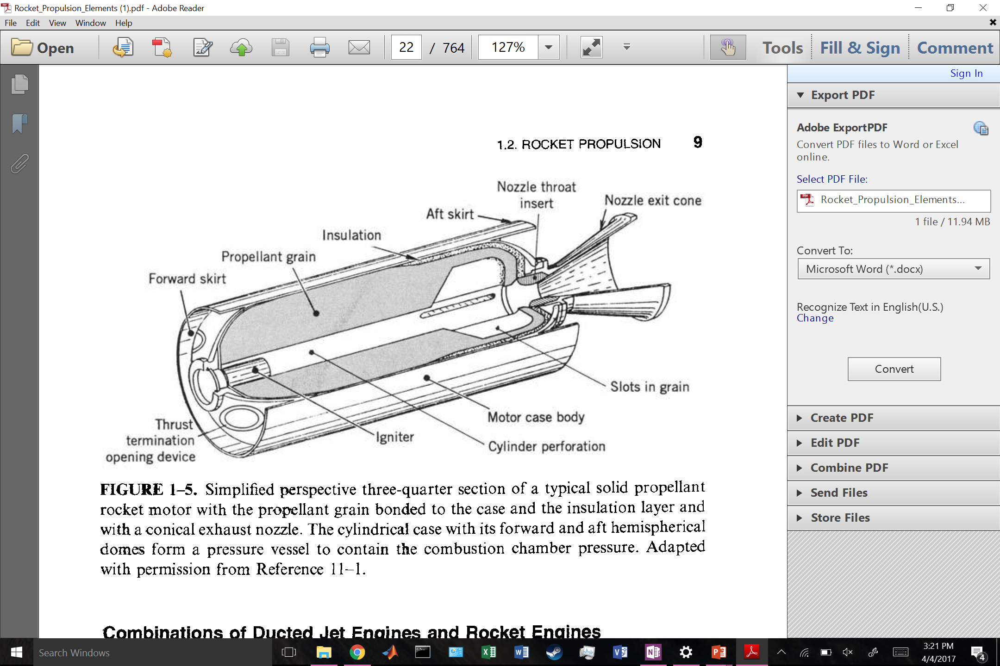 Rocket_Propulsion_Elements (1).pdf - Adobe Reader
File Edit View Window Help
Open 22 / 764 127% Tools Fill & Sign Comment
Sign In
Export PDF
Adobe ExportPDF
Convert PDF files to Word or Excel
online.
Select PDF File:
Rocket_Propulsion_Elements...
1 file / 11.94 MB
Convert To:
Microsoft Word (*.docx)
Recognize Text in English(U.S.)
Change
Convert
Create PDF
Edit PDF
Combine PDF
Send Files
Store Files
1.2. ROCKET PROPULSION 9
Nozzle throat
insert
Nozzle exit cone
Aft skirt
Insulation
Propellant grain
Forward skirt
Slots in grain
Motor case body
Cylinder perforation
Igniter
Thrust
termination
opening device
FIGURE 1–5. Simplified perspective three-quarter section of a typical solid propellant
rocket motor with the propellant grain bonded to the case and the insulation layer and
with a conical exhaust nozzle. The cylindrical case with its forward and aft hemispherical
domes form a pressure vessel to contain the combustion chamber pressure. Adapted
with permission from Reference 11–1.
Combinations of Ducted Jet Engines and Rocket Engines
Search Windows
3:21 PM
4/4/2017
4